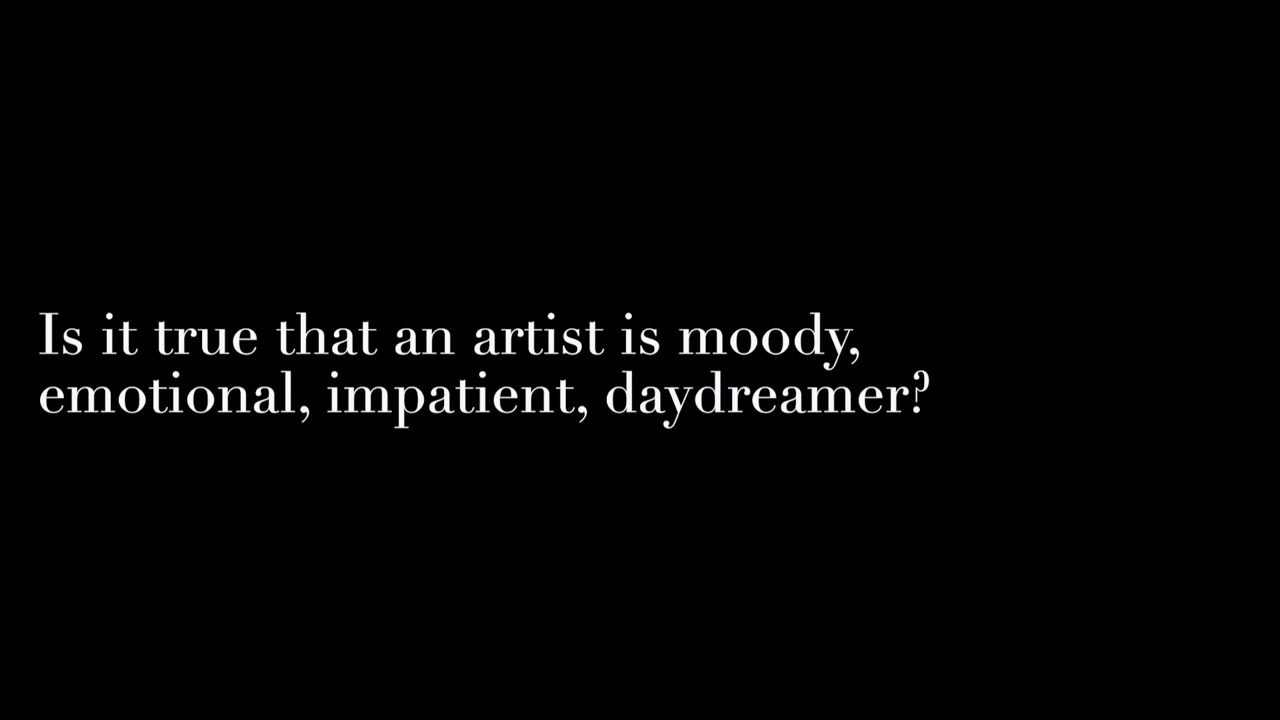 Is it true that an artist is moody,
emotional, impatient, daydreamer?